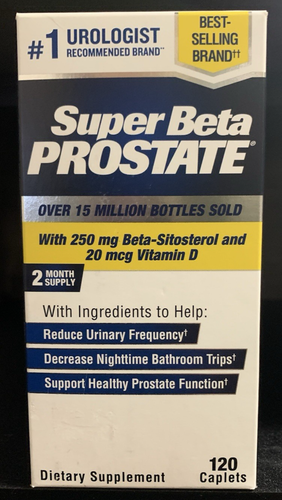 #1 UROLOGIST
RECOMMENDED BRAND**
BEST-
SELLING
BRAND††
Super Beta
PROSTATE®
OVER 15 MILLION BOTTLES SOLD
With 250 mg Beta-Sitosterol and
20 mcg Vitamin D
2 MONTH
SUPPLY
With Ingredients to Help:
Reduce Urinary Frequency†
Decrease Nighttime Bathroom Trips†
Support Healthy Prostate Function†
Dietary Supplement
120
Caplets